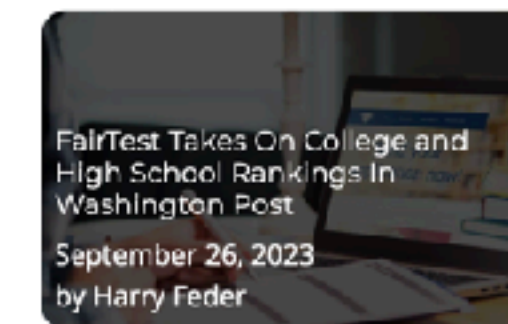 FairTest Takes On College and
High School Rankings In
Washington Post
September 26, 2023
by Harry Feder